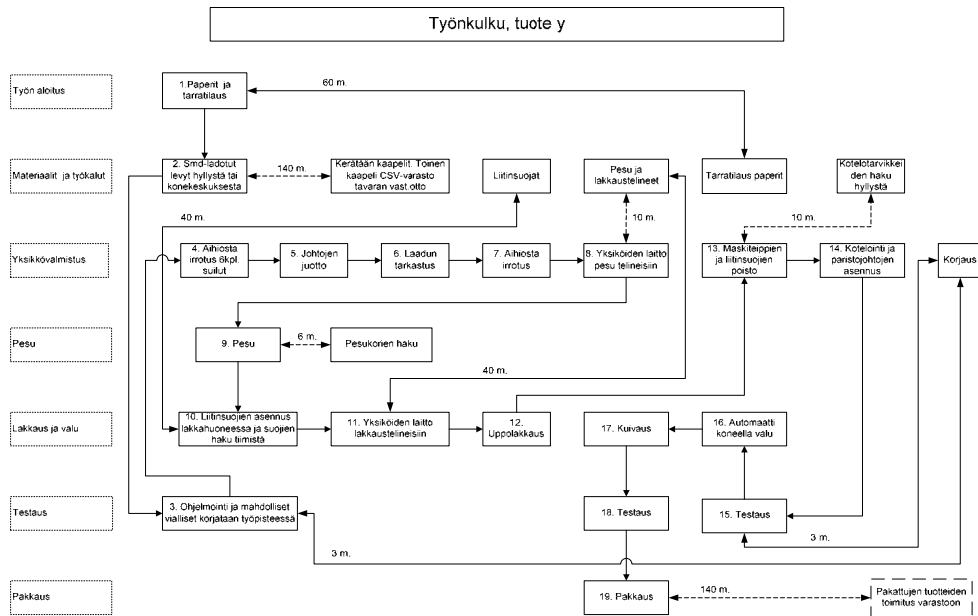 Työnkulku, tuote y
Työn aloitus
1.Paperit ja
tarratilaus
60 m.
Materiaalit ja työkalut
2. Smd-ladotut
levyt hyllystä tai
konekeskuksesta
140 m.
Kerätään kaapelit. Toinen
kaapeli CSV-varasto
tavaran vast.otto
Liitinsuojat
Pesu ja
lakkaustelineet
Tarratilaus paperit
Kotelotarvikkei
den haku
hyllystä
40 m.
10 m.
10 m.
Yksikkövalmistus
4. Aihiosta
irrotus 6kpl.
suilut
5. Johtojen
juotto
6. Laadun
tarkastus
7. Aihiosta
irrotus
8. Yksiköiden laitto
pesu telineisiin
13. Maskiteippien
ja liitinsuojien
poisto
14. Kotelointi ja
paristojohtojen
asennus
Korjaus
Pesu
9. Pesu
6 m.
Pesukorien haku
40 m.
Lakkaus ja valu
10. Liitinsuojien asennus
lakkahuoneessa ja suojien
haku tiimistä
11. Yksiköiden laitto
lakkaustelineisiin
12.
Uppolakkaus
17. Kuivaus
16. Automaatti
koneella valu
Testaus
3. Ohjelmointi ja mahdolliset
vialliset korjataan työpisteessä
18. Testaus
15. Testaus
3 m.
3 m.
Pakkaus
19. Pakkaus
140 m.
Pakattujen tuotteiden
toimitus varastoon